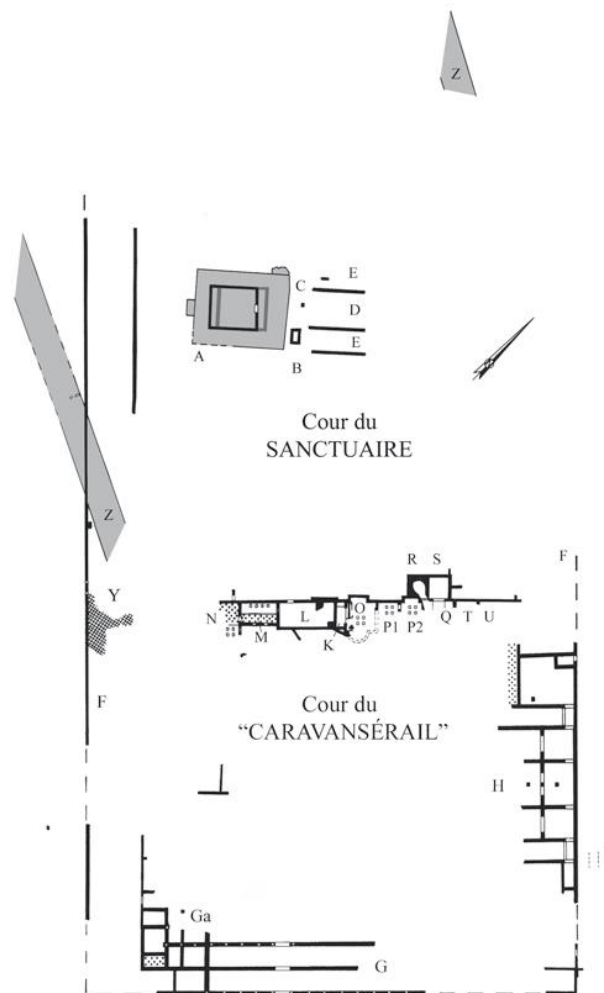 Z
C
E
D
E
A
B
Cour du
SANCTUAIRE
Z
R
S
F
Y
N
M
L
O
K
P1
P2
Q
T
U
F
Cour du
“CARAVANSÉRAIL”
H
Ga
G